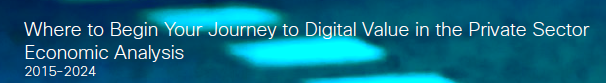 Where to Begin Your Journey to Digital Value in the Private Sector
Economic Analysis
2015-2024